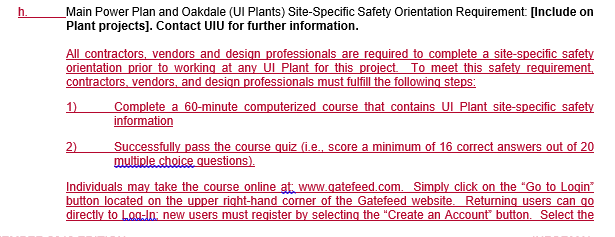 h. Main Power Plan and Oakdale (UI Plants) Site-Specific Safety Orientation Requirement: [Include on
Plant projects]. Contact UIU for further information.
All contractors, vendors and design professionals are required to complete a site-specific safety
orientation prior to working at any UI Plant for this project. To meet this safety requirement,
contractors, vendors, and design professionals must fulfill the following steps:
1) Complete a 60-minute computerized course that contains UI Plant site-specific safety
information
2) Successfully pass the course quiz (i.e., score a minimum of 16 correct answers out of 20
multiple choice questions).
Individuals may take the course online at: www.gatefeed.com. Simply click on the “Go to Login”
button located on the upper right-hand corner of the Gatefeed website. Returning users can go
directly to Log-In; new users must register by selecting the “Create an Account” button. Select the